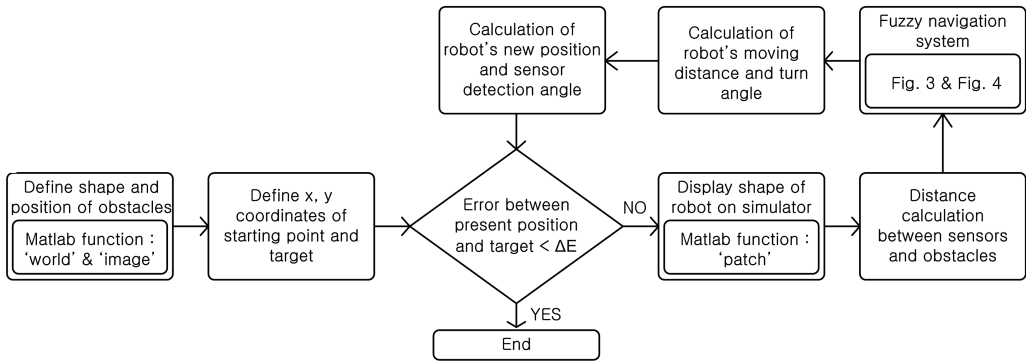 Define shape and
position of obstacles
Matlab function :
‘world’ & ‘image’
Define x, y
coordinates of
starting point and
target
Error between
present position
and target < ΔE
NO
YES
End
Display shape of
robot on simulator
Matlab function :
‘patch’
Distance
calculation
between sensors
and obstacles
Fuzzy navigation
system
Fig. 3 & Fig. 4
Calculation of
robot’s moving
distance and turn
angle
Calculation of
robot’s new position
and sensor
detection angle